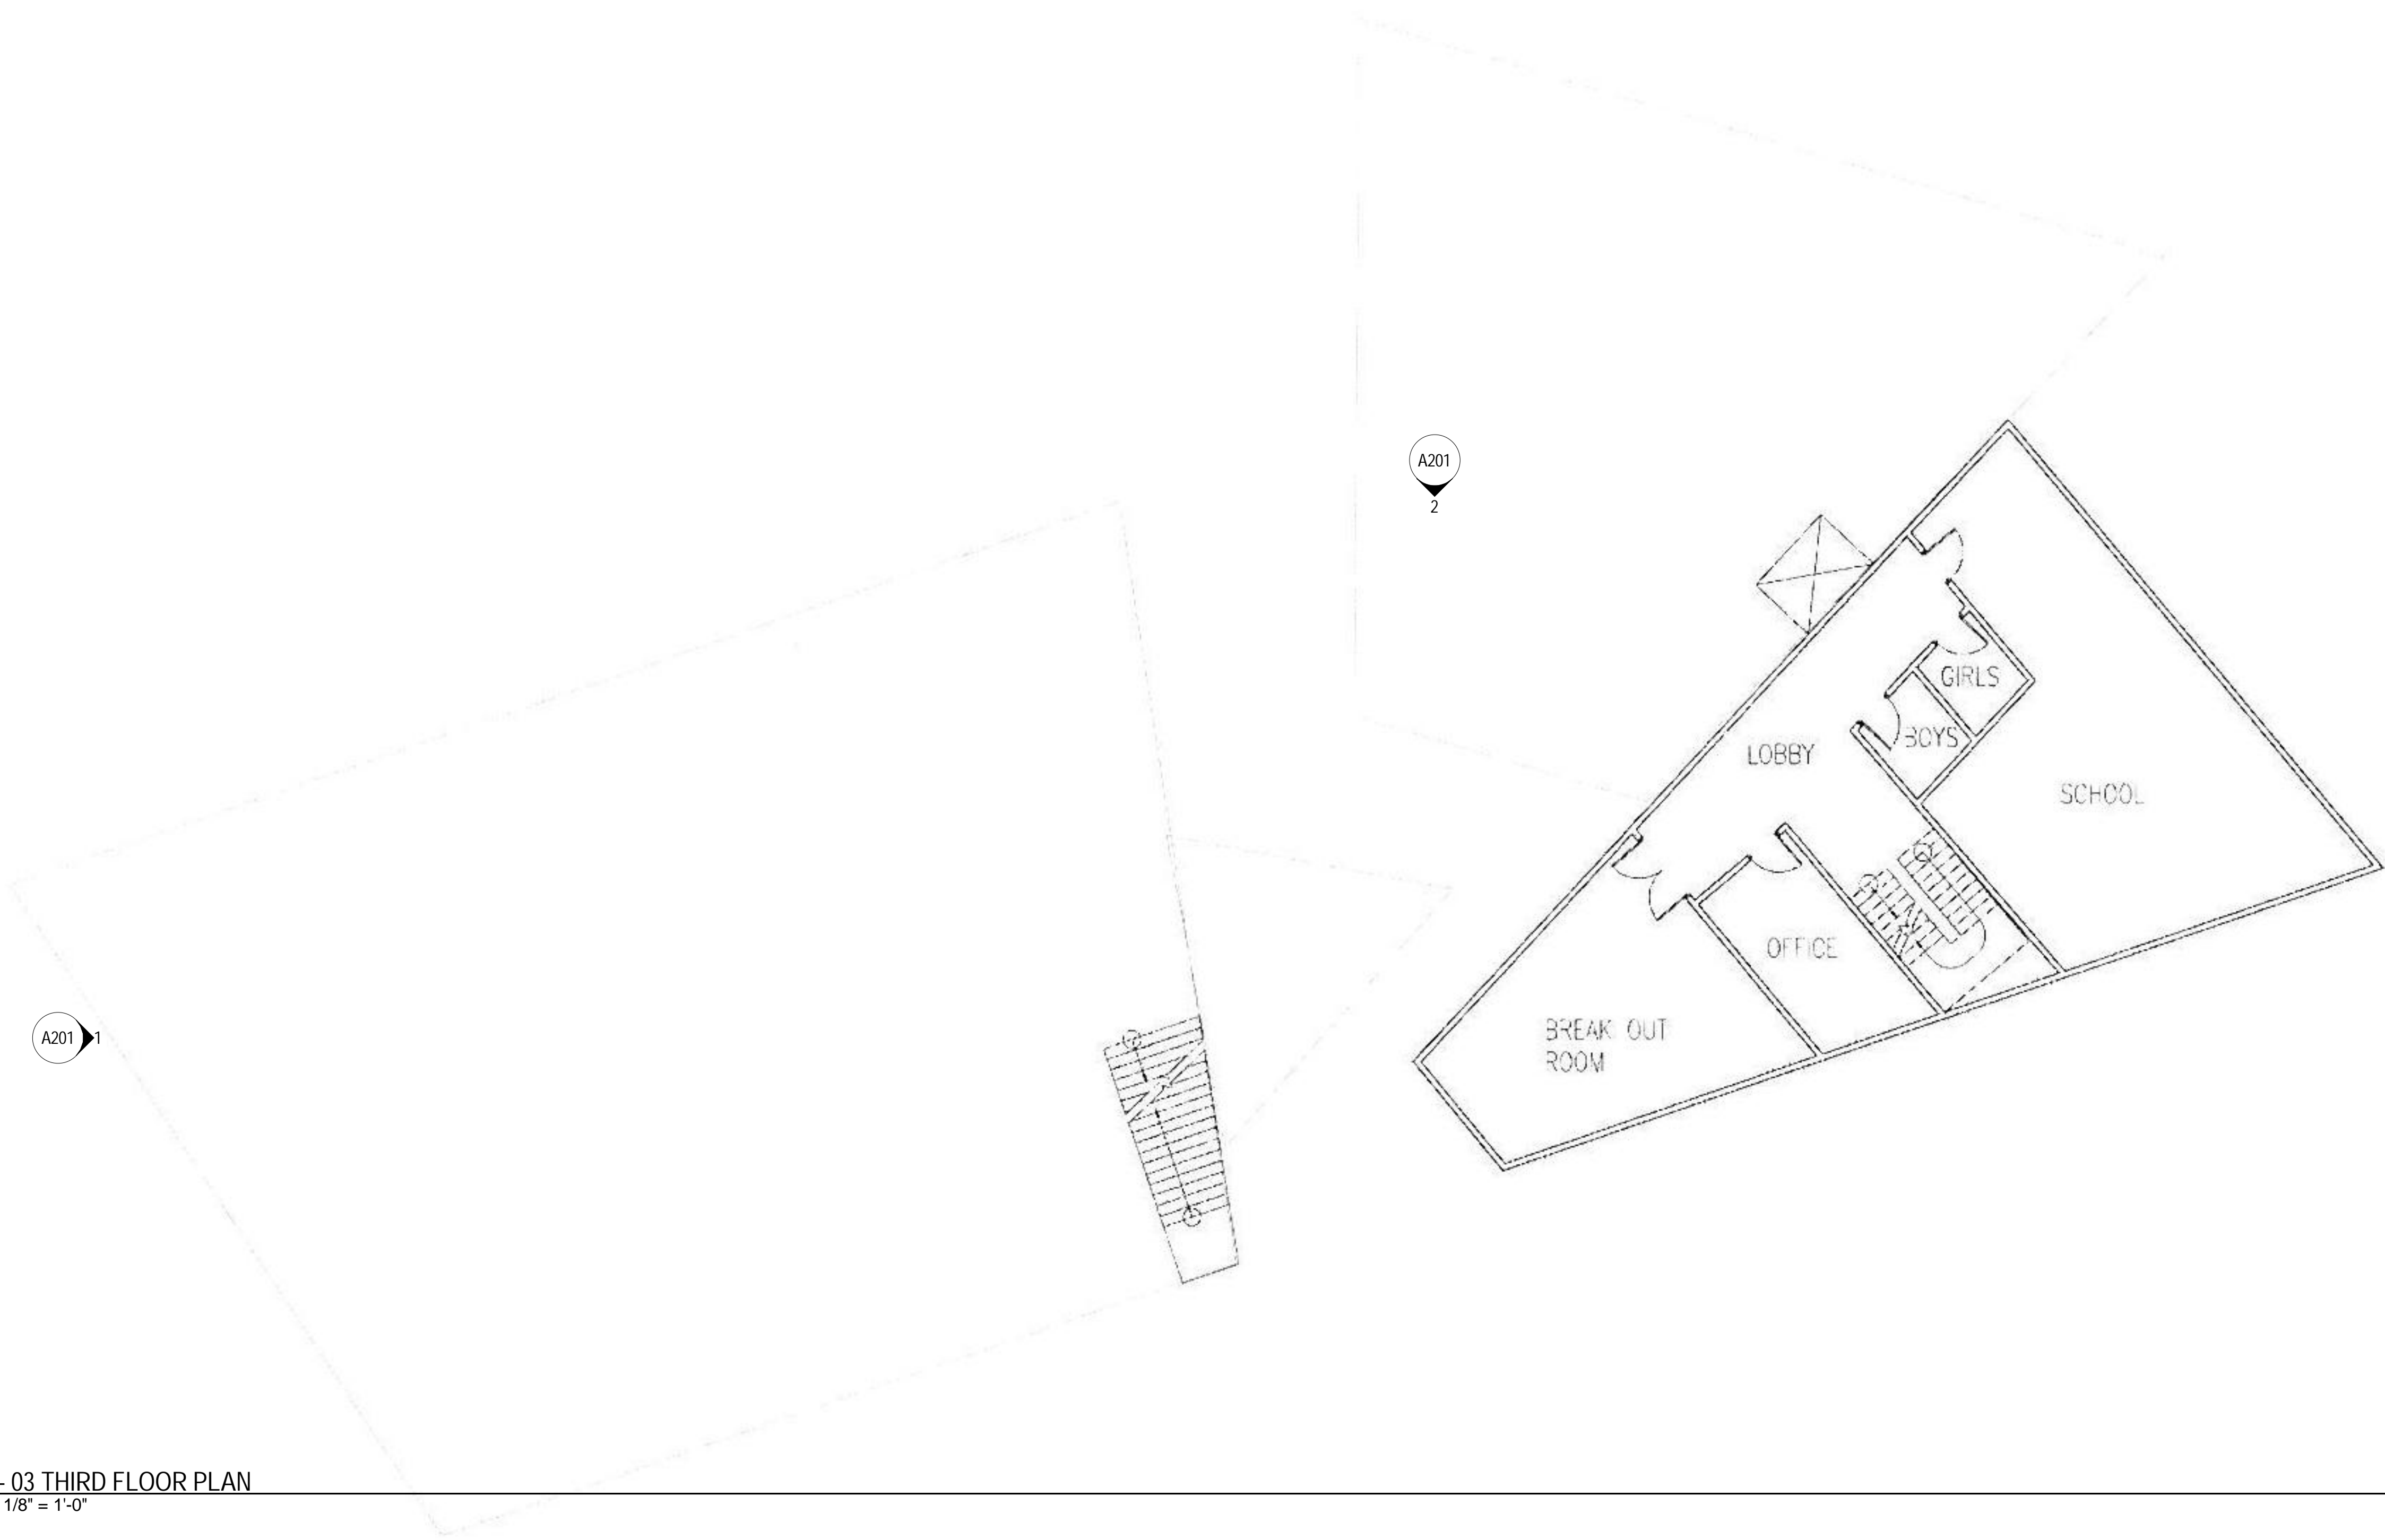 A201
2
GIRLS
BOYS
LOBBY
SCHOOL
OFFICE
A201 1
BREAK OUT
ROOM
- 03 THIRD FLOOR PLAN
1/8" = 1'-0"